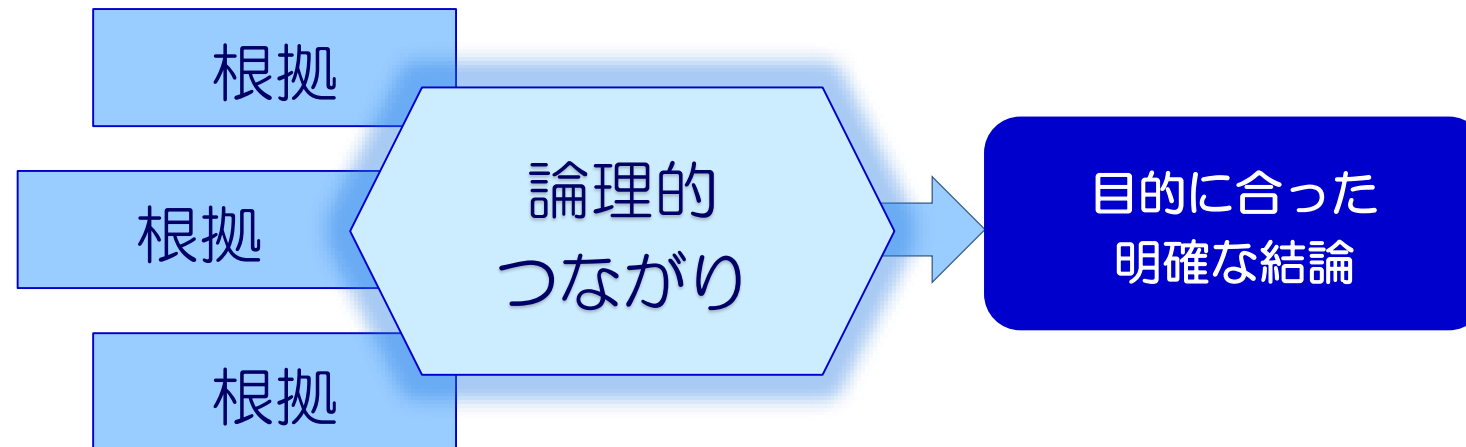 根拠
根拠
根拠
論理的
つながり
目的に合った
明確な結論